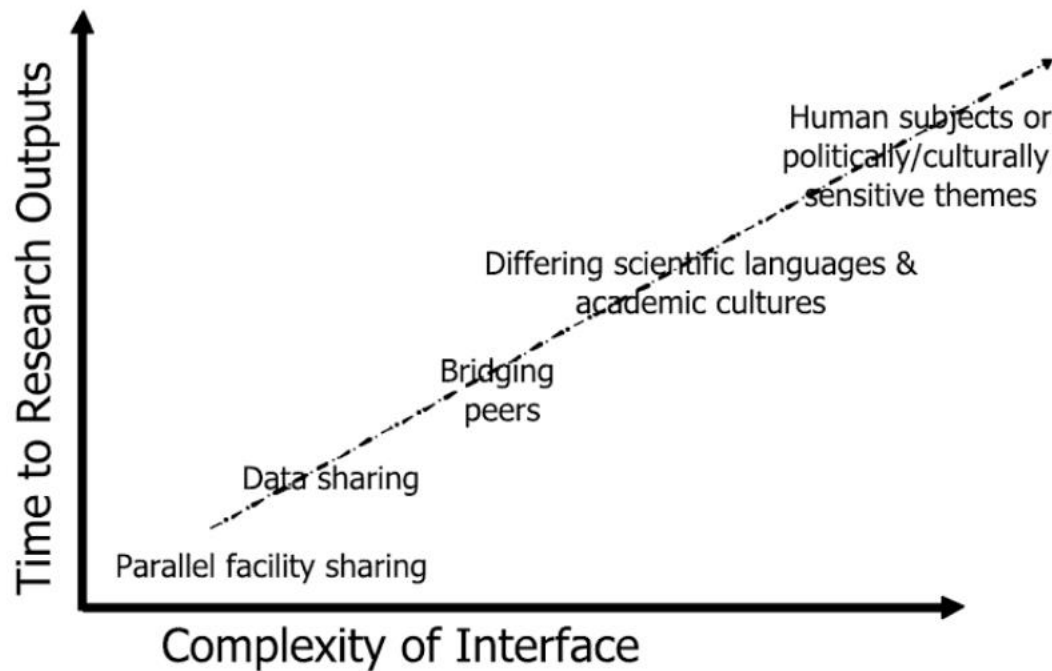 Time to Research Outputs
Human subjects or
politically/culturally
sensitive themes
Differing scientific languages &
academic cultures
Bridging
peers
Data sharing
Parallel facility sharing
Complexity of Interface